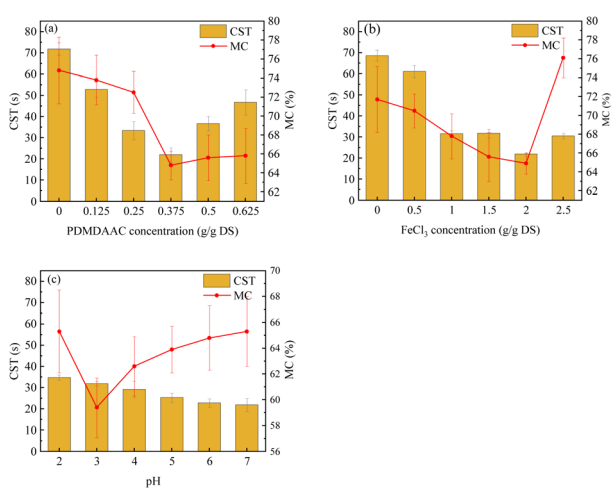 (a)
CST
MC
CST (s)
MC (%)
80
70
60
50
40
30
20
10
0
80
78
76
74
72
70
68
66
64
62
0 0.125 0.25 0.375 0.5 0.625
PDMDAAC concentration (g/g DS)
(b)
CST
MC
CST (s)
MC (%)
80
70
60
50
40
30
20
10
0
80
78
76
74
72
70
68
66
64
62
0 0.5 1 1.5 2 2.5
FeCl3 concentration (g/g DS)
(c)
CST
MC
CST (s)
MC (%)
80
70
60
50
40
30
20
10
0
70
68
66
64
62
60
58
56
2 3 4 5 6 7
pH